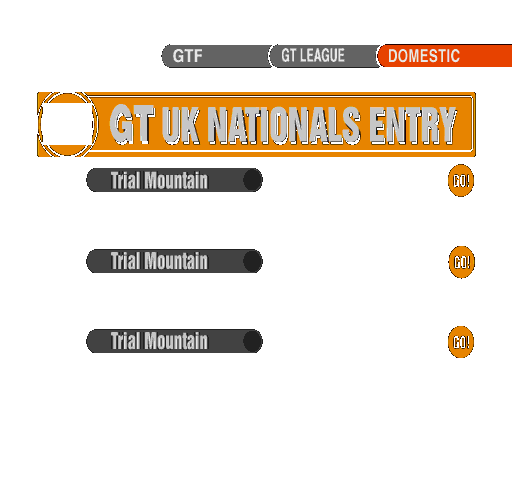 GTF GT LEAGUE DOMESTIC
GT UK NATIONALS ENTRY
Trial Mountain GO!
Trial Mountain GO!
Trial Mountain GO!